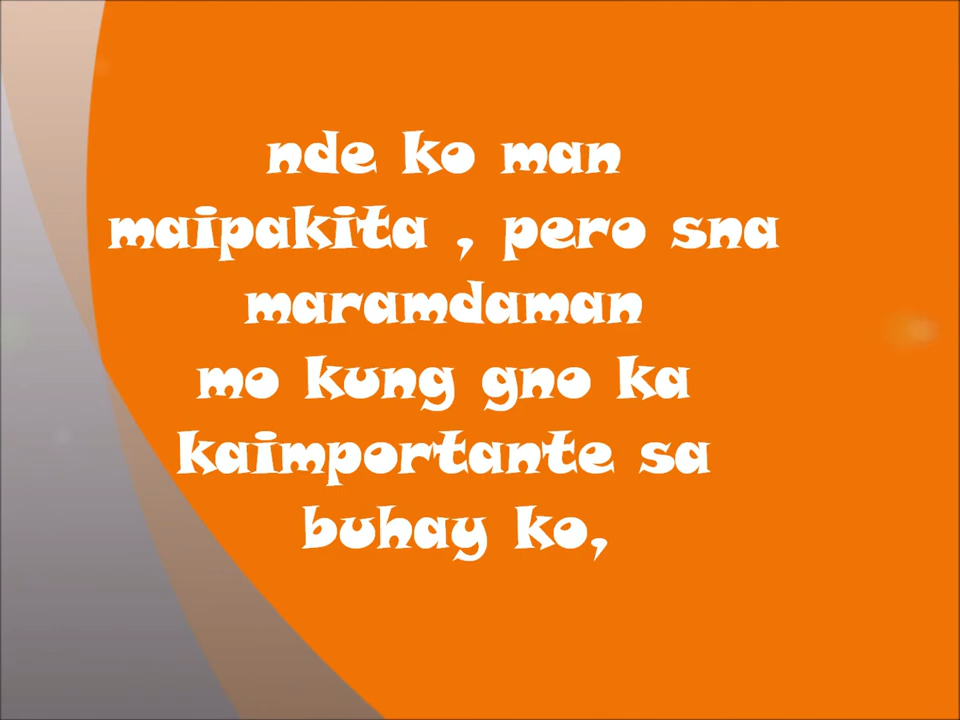 nde ko man
maipakita , pero sna
maramdaman
mo kung gno ka
kaimportante sa
buhay ko,